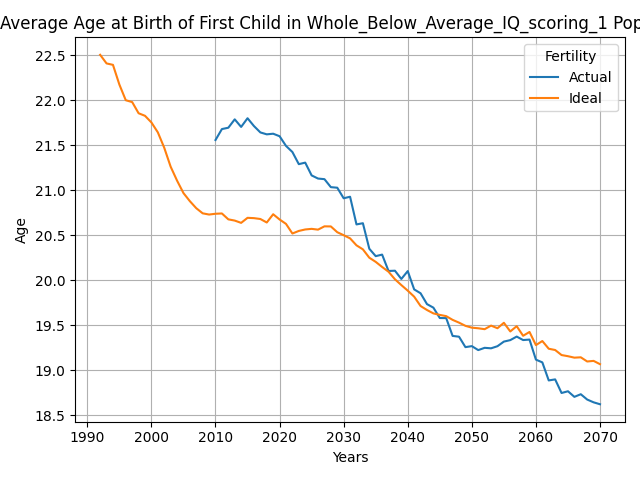 Average Age at Birth of First Child in Whole_Below_Average_IQ_scoring_1 Pop
Fertility
Actual
Ideal
22.5
22.0
21.5
21.0
20.5
20.0
19.5
19.0
18.5
Age
1990 2000 2010 2020 2030 2040 2050 2060 2070
Years